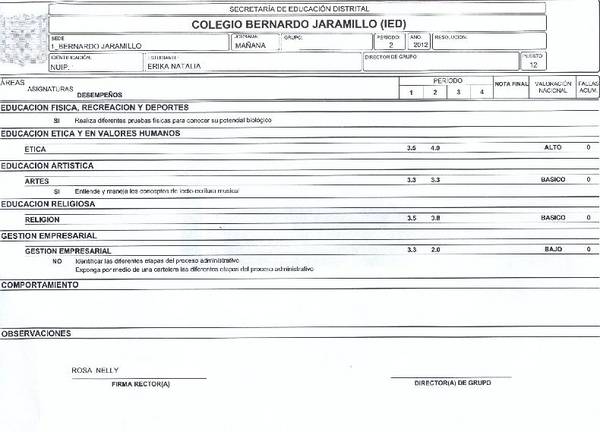 SECRETARÍA DE EDUCACIÓN DISTRITAL
COLEGIO BERNARDO JARAMILLO (IED)
SEDE JORNADA: GRUPO: PERIODO AÑO RESOLUCION:
1_BERNARDO JARAMILLO MAÑANA 2 2012
IDENTIFICACIÓN: ESTUDIANTE: DIRECTOR DE GRUPO PUESTO
NUIP: ERIKA NATALIA 12
ÁREAS PERIODO NOTA FINAL VALORACIÓN FALLAS
ASIGNATURAS 1 2 3 4 NACIONAL ACUM.
DESEMPEÑOS
EDUCACION FISICA, RECREACION Y DEPORTES
SI Realiza diferentes pruebas físicas para conocer su potencial biológico
EDUCACION ETICA Y EN VALORES HUMANOS
ETICA 3.5 4.0 ALTO 0
EDUCACION ARTISTICA
ARTES 3.3 3.3 BASICO 0
SI Entiende y maneja los conceptos de lecto-escritura musical
EDUCACION RELIGIOSA
RELIGION 3.5 3.8 BASICO 0
GESTION EMPRESARIAL
GESTION EMPRESARIAL 3.3 2.0 BAJO 0
NO Identificar las diferentes etapas del proceso administrativo
Exponga por medio de una cartelera las diferentes etapas del proceso administrativo
COMPORTAMIENTO
OBSERVACIONES
ROSA NELLY
FIRMA RECTOR(A) DIRECTOR(A) DE GRUPO